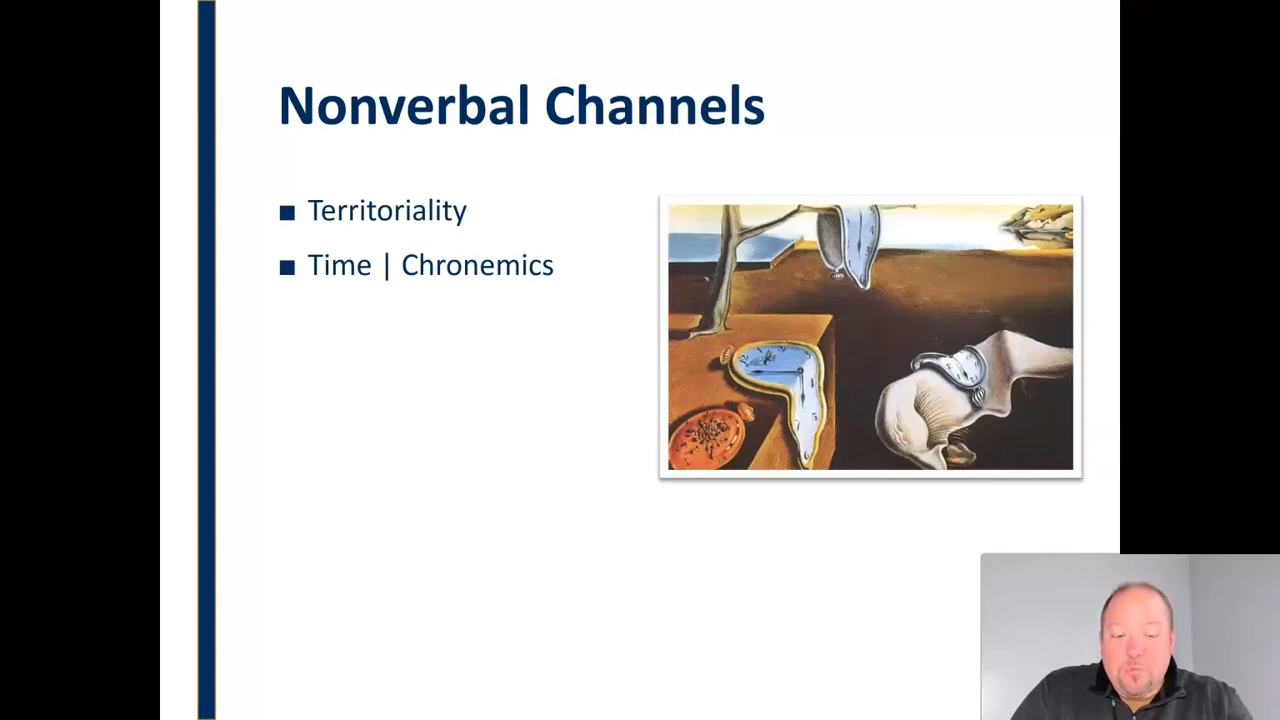 Nonverbal Channels
■ Territoriality
■ Time | Chronemics